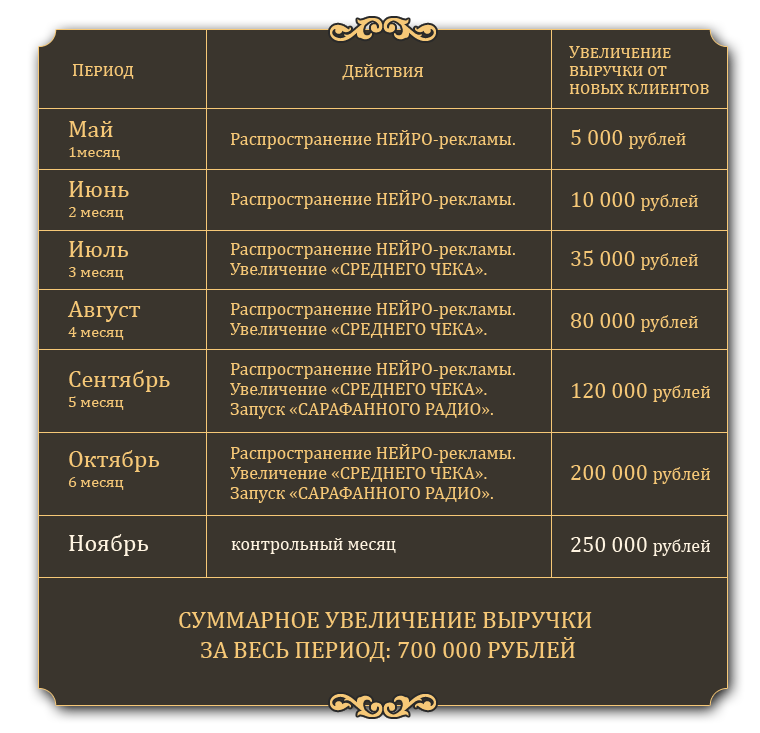 Период
Действия
Увеличение
выручки от
новых клиентов
Май
1месяц
Распространение НЕЙРО-рекламы.
5 000 рублей
Июнь
2 месяц
Распространение НЕЙРО-рекламы.
10 000 рублей
Июль
3 месяц
Распространение НЕЙРО-рекламы.
Увеличение «СРЕДНЕГО ЧЕКА».
35 000 рублей
Август
4 месяц
Распространение НЕЙРО-рекламы.
Увеличение «СРЕДНЕГО ЧЕКА».
80 000 рублей
Сентябрь
5 месяц
Распространение НЕЙРО-рекламы.
Увеличение «СРЕДНЕГО ЧЕКА».
Запуск «САРАФАННОГО РАДИО».
120 000 рублей
Октябрь
6 месяц
Распространение НЕЙРО-рекламы.
Увеличение «СРЕДНЕГО ЧЕКА».
Запуск «САРАФАННОГО РАДИО».
200 000 рублей
Ноябрь
контрольный месяц
250 000 рублей
СУММАРНОЕ УВЕЛИЧЕНИЕ ВЫРУЧКИ
ЗА ВЕСЬ ПЕРИОД: 700 000 РУБЛЕЙ